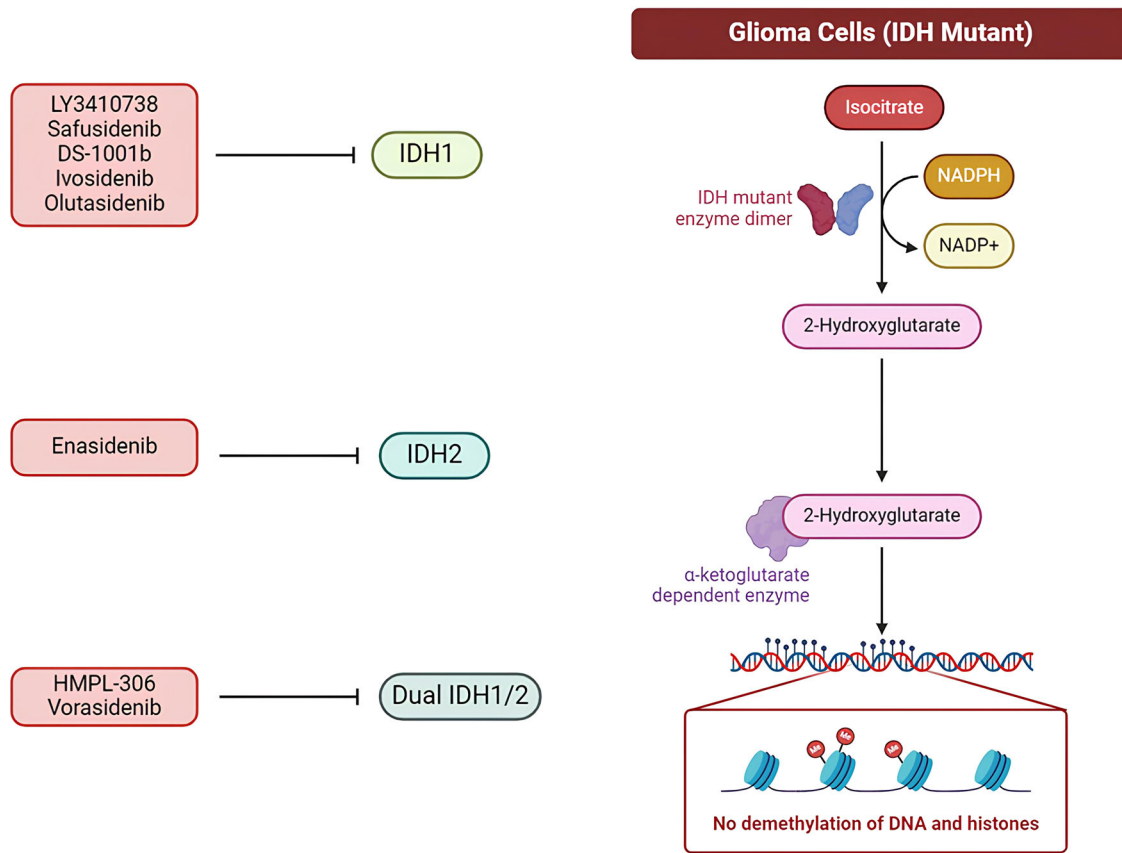 Glioma Cells (IDH Mutant)
LY3410738
Safusidenib
DS-1001b
Ivosidenib
Olutasidenib
IDH1
Enasidenib
IDH2
HMPL-306
Vorasidenib
Dual IDH1/2
Isocitrate
IDH mutant
enzyme dimer
NADPH
NADP+
2-Hydroxyglutarate
2-Hydroxyglutarate
α-ketoglutarate
dependent enzyme
Me
Me
Me
No demethylation of DNA and histones